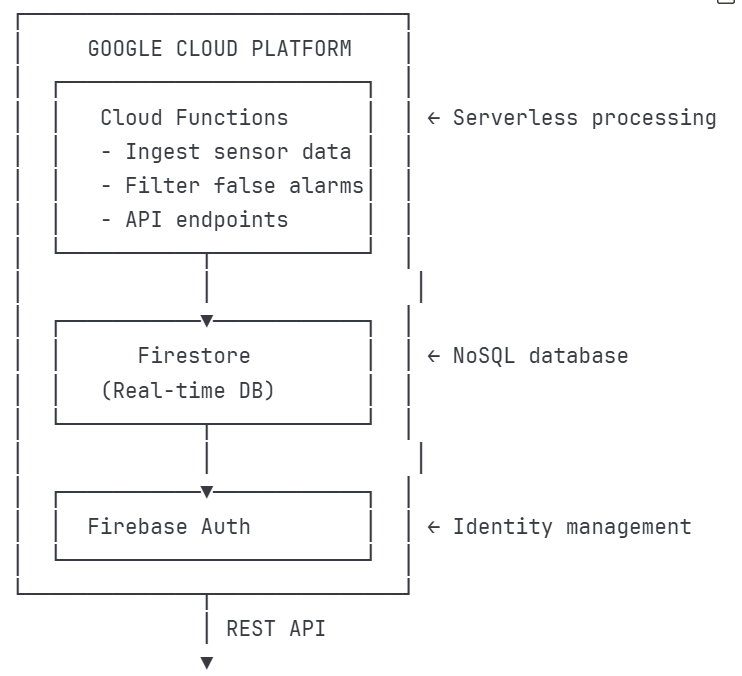 GOOGLE CLOUD PLATFORM
Cloud Functions ← Serverless processing
- Ingest sensor data
- Filter false alarms
- API endpoints
Firestore ← NoSQL database
(Real-time DB)
Firebase Auth ← Identity management
REST API